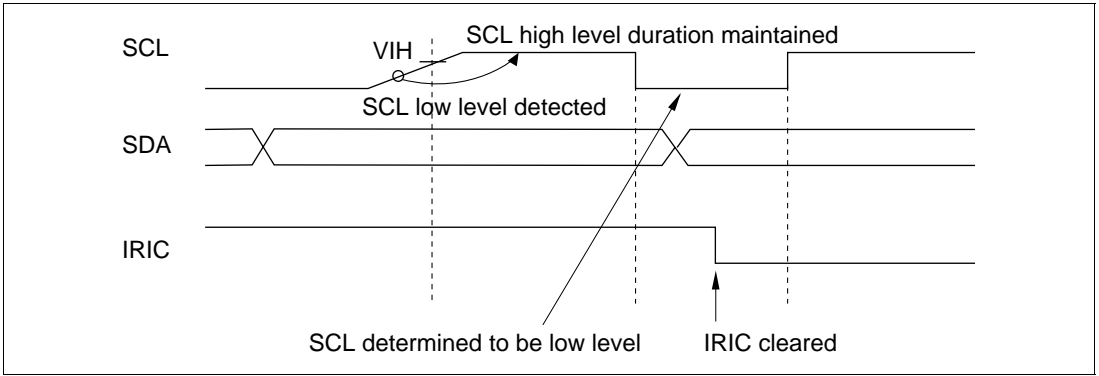 SCL high level duration maintained
SCL
VIH
SCL low level detected
SDA
IRIC
SCL determined to be low level
IRIC cleared